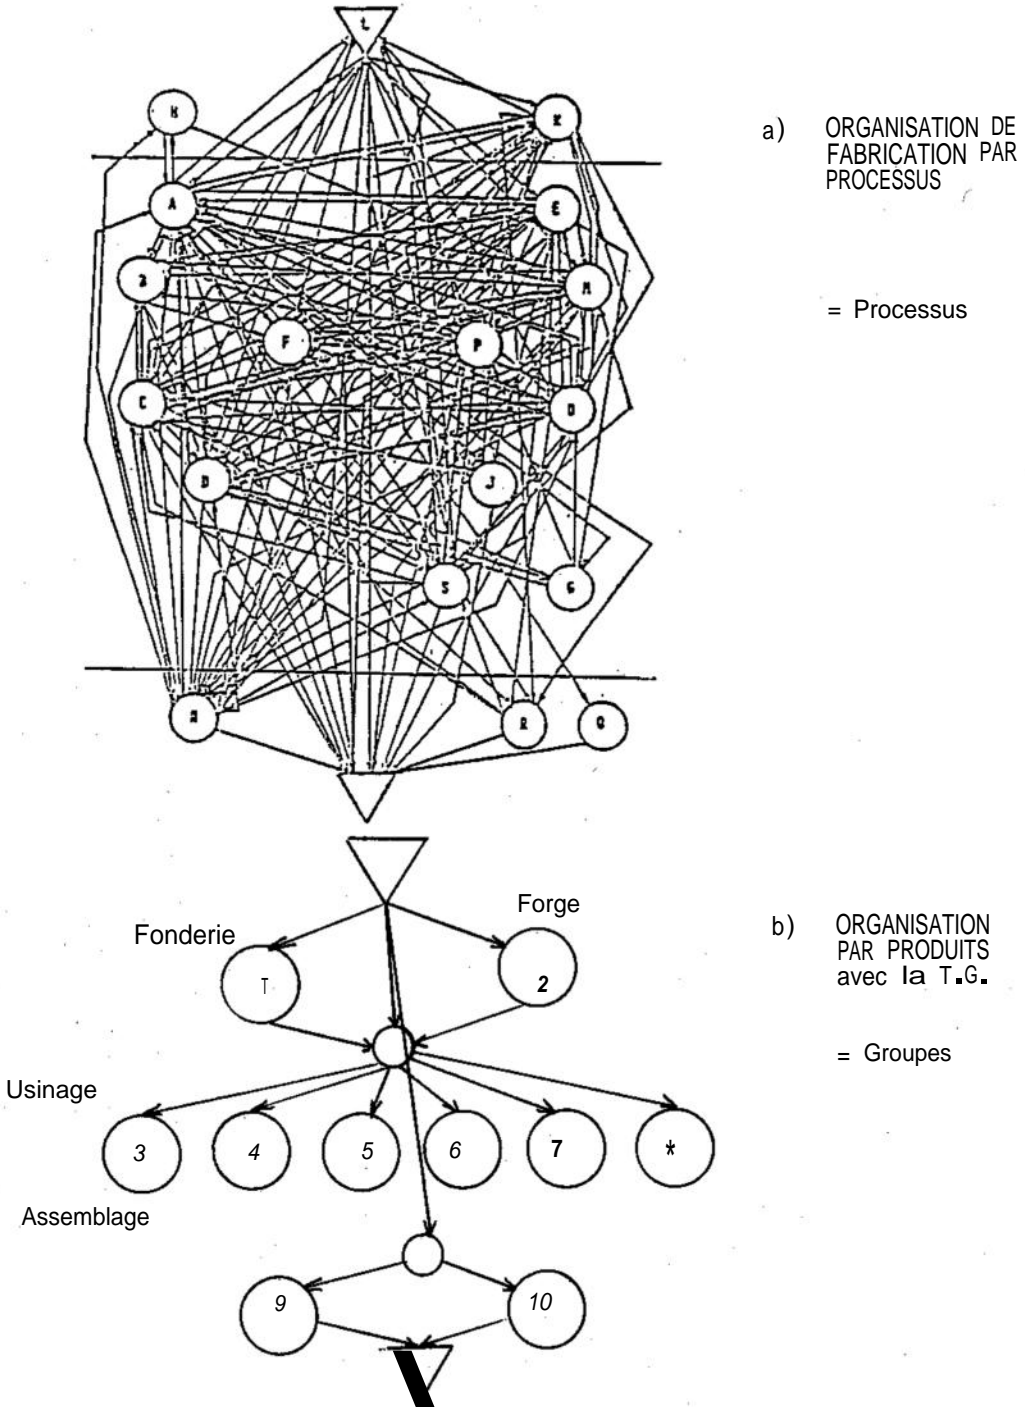 L
K
K
A
E
B
M
F
P
C
O
D
J
S
G
H
R
Q
a) ORGANISATION DE
FABRICATION PAR
PROCESSUS
= Processus
Forge
Fonderie
T
2
b) ORGANISATION
PAR PRODUITS
avec la T.G.
= Groupes
Usinage
3 4 5 6 7 *
Assemblage
9 10